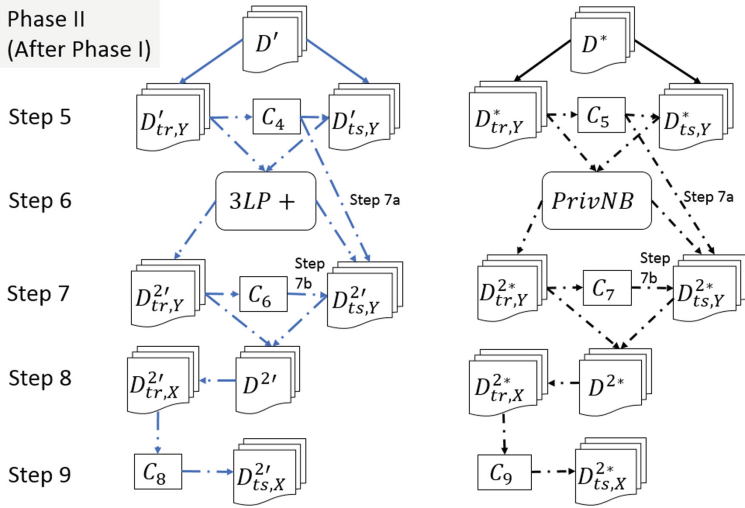 Phase II
(After Phase I)
D′ D*
Step 5 D′tr,Y C4 D′ts,Y D*tr,Y C5 D*ts,Y
Step 6 3LP + Step 7a PrivNB Step 7a
Step 7 D2′tr,Y C6 Step 7b D2′ts,Y D2*tr,Y C7 Step 7b D2*ts,Y
Step 8 D2′tr,X D2′ D2*tr,X D2*
Step 9 C8 D2′ts,X C9 D2*ts,X